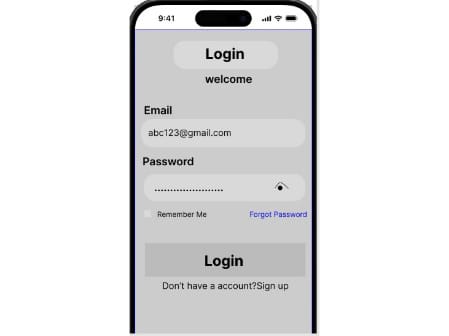 9:41
Login
welcome
Email
abc123@gmail.com
Password
......................
Remember Me Forgot Password
Login
Don't have a account?Sign up